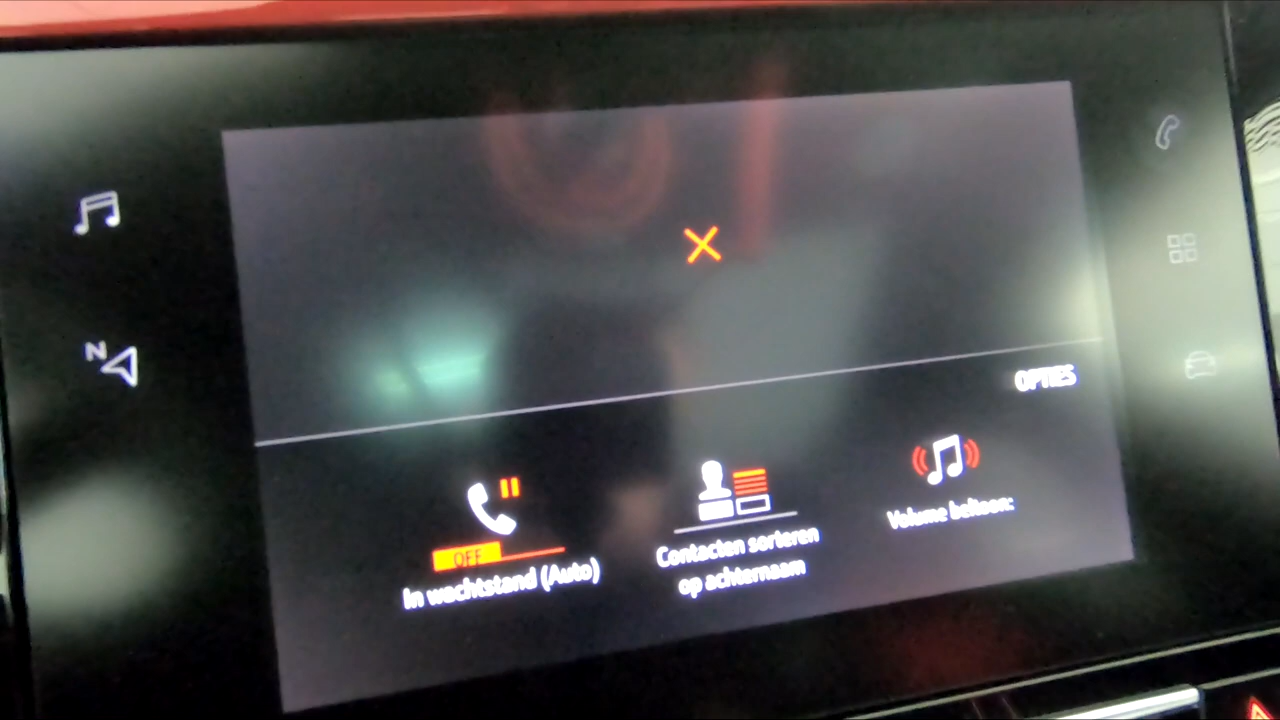 N
OPTIES
OFF
In wachtstand (Auto)
Contacten sorteren
op achternaam
Volume beltoon: